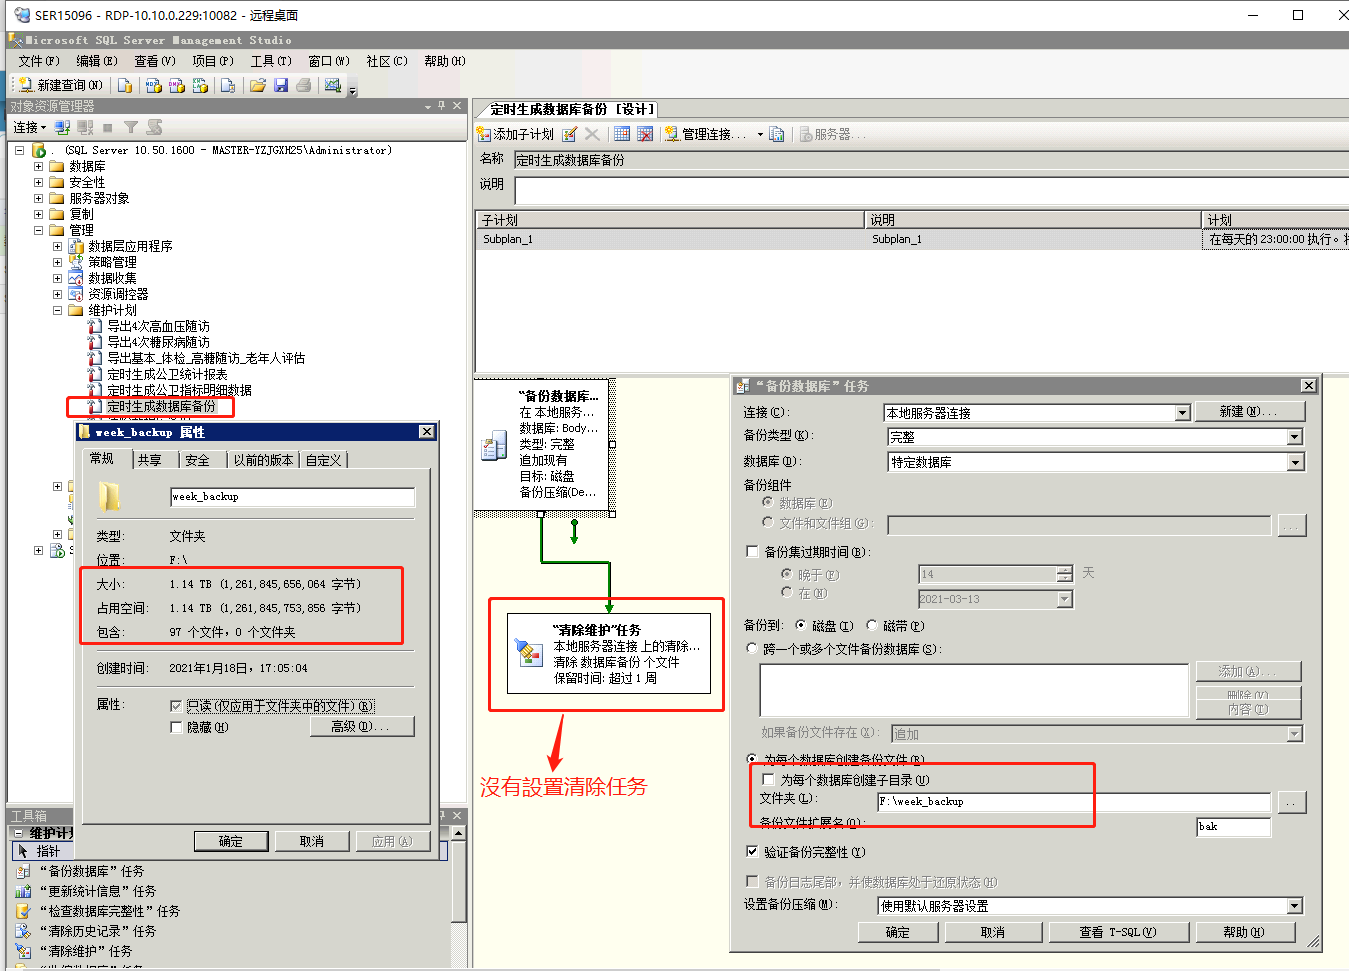 SER15096 - RDP-10.10.0.229:10082 - 远程桌面
Microsoft SQL Server Management Studio
文件(F) 编辑(E) 查看(V) 项目(P) 工具(T) 窗口(W) 社区(C) 帮助(H)
新建查询(N)
对象资源管理器
连接
. (SQL Server 10.50.1600 - MASTER-YZJGXH25\Administrator)
数据库
安全性
服务器对象
复制
管理
数据层应用程序
策略管理
数据收集
资源调控器
维护计划
导出4次高血压随访
导出4次糖尿病随访
导出基本_体检_高糖随访_老年人评估
定时生成公卫统计报表
定时生成公卫指标明细数据
定时生成数据库备份
week_backup 属性
常规 共享 安全 以前的版本 自定义
week_backup
类型: 文件夹
位置: F:\
大小: 1.14 TB (1,261,845,656,064 字节)
占用空间: 1.14 TB (1,261,845,753,856 字节)
包含: 97 个文件，0 个文件夹
创建时间: 2021年1月18日，17:05:04
属性: 只读(仅应用于文件夹中的文件)(R)
隐藏(H) 高级(D)...
确定 取消 应用(A)
工具箱
维护计划
指针
“备份数据库”任务
“更新统计信息”任务
“检查数据库完整性”任务
“清除历史记录”任务
“清除维护”任务
定时生成数据库备份 [设计]
添加子计划 管理连接... 服务器...
名称 定时生成数据库备份
说明
子计划 说明 计划
Subplan_1 Subplan_1 在每天的 23:00:00 执行。
“备份数据库...
在 本地服务...
数据库: Body...
类型: 完整
追加现有
目标: 磁盘
备份压缩(De...
“清除维护”任务
本地服务器连接 上的清除...
清除 数据库备份 个文件
保留时间: 超过 1 周
沒有設置清除任务
“备份数据库”任务
连接(C): 本地服务器连接 新建(N)...
备份类型(K): 完整
数据库(D): 特定数据库
备份组件
数据库(E)
文件和文件组(G): ...
备份集过期时间(B):
晚于(F) 14 天
在(N) 2021-03-13
备份到: 磁盘(I) 磁带(P)
跨一个或多个文件备份数据库(S):
添加(A)...
删除(V)
内容(T)
如果备份文件存在(X): 追加
为每个数据库创建备份文件(R)
为每个数据库创建子目录(U)
文件夹(L): F:\week_backup ..
备份文件扩展名(O): bak
验证备份完整性(Y)
备份日志尾部，并使数据库处于还原状态(H)
设置备份压缩(M): 使用默认服务器设置
确定 取消 查看 T-SQL(V) 帮助(H)